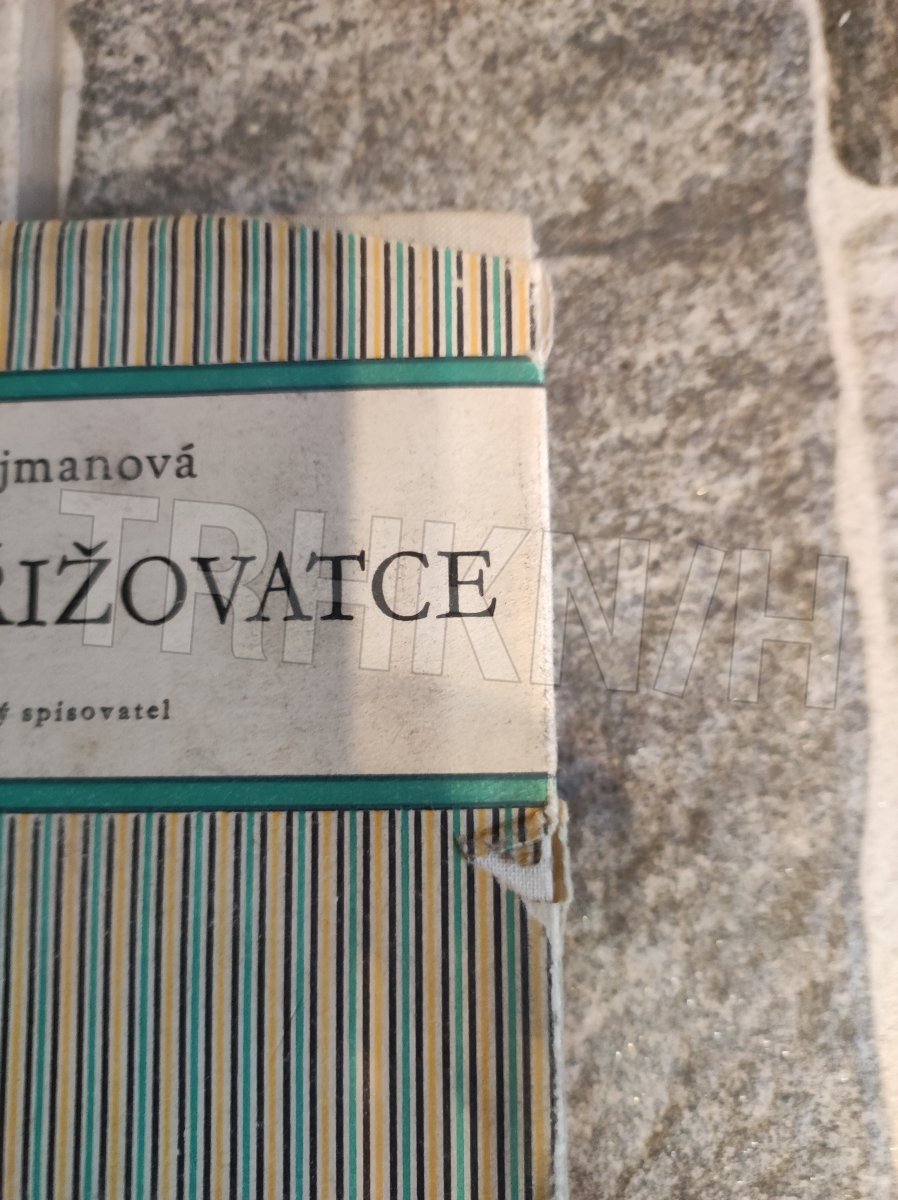 jmanová
ŘIŽOVATCE
ý spisovatel
TRHKNIH